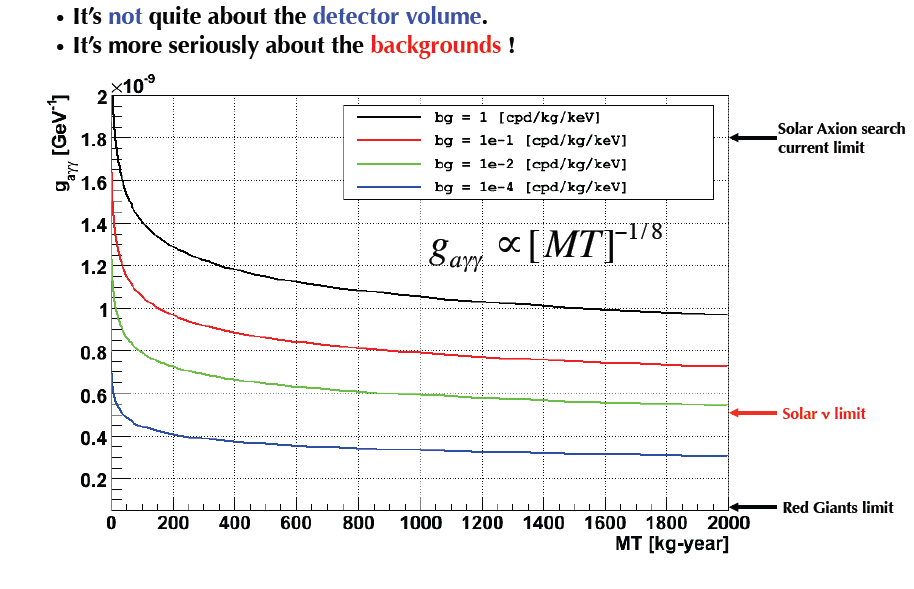 • It's not quite about the detector volume.
• It's more seriously about the backgrounds !
×10⁻⁹
gₐγγ [GeV⁻¹]
2
1.8
1.6
1.4
1.2
1
0.8
0.6
0.4
0.2
bg = 1 [cpd/kg/keV]
bg = 1e-1 [cpd/kg/keV]
bg = 1e-2 [cpd/kg/keV]
bg = 1e-4 [cpd/kg/keV]
gₐγγ ∝ [MT]⁻¹/⁸
Solar Axion search
current limit
Solar ν limit
Red Giants limit
0 200 400 600 800 1000 1200 1400 1600 1800 2000
MT [kg-year]